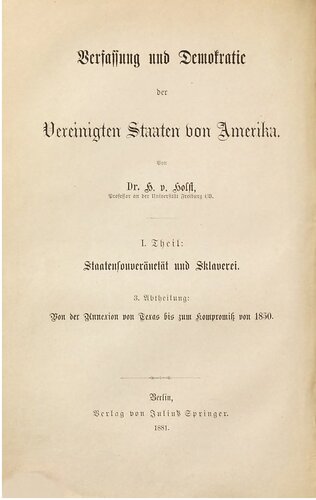 Verfassung und Demokratie
der
Vereinigten Staaten von Amerika.
Von
Dr. H. v. Holst,
Professor an der Universität Freiburg i/B.
I. Theil:
Staatensouveränetät und Sklaverei.
3. Abtheilung:
Von der Annexion von Texas bis zum Kompromiß von 1850.
Berlin,
Verlag von Julius Springer.
1881.